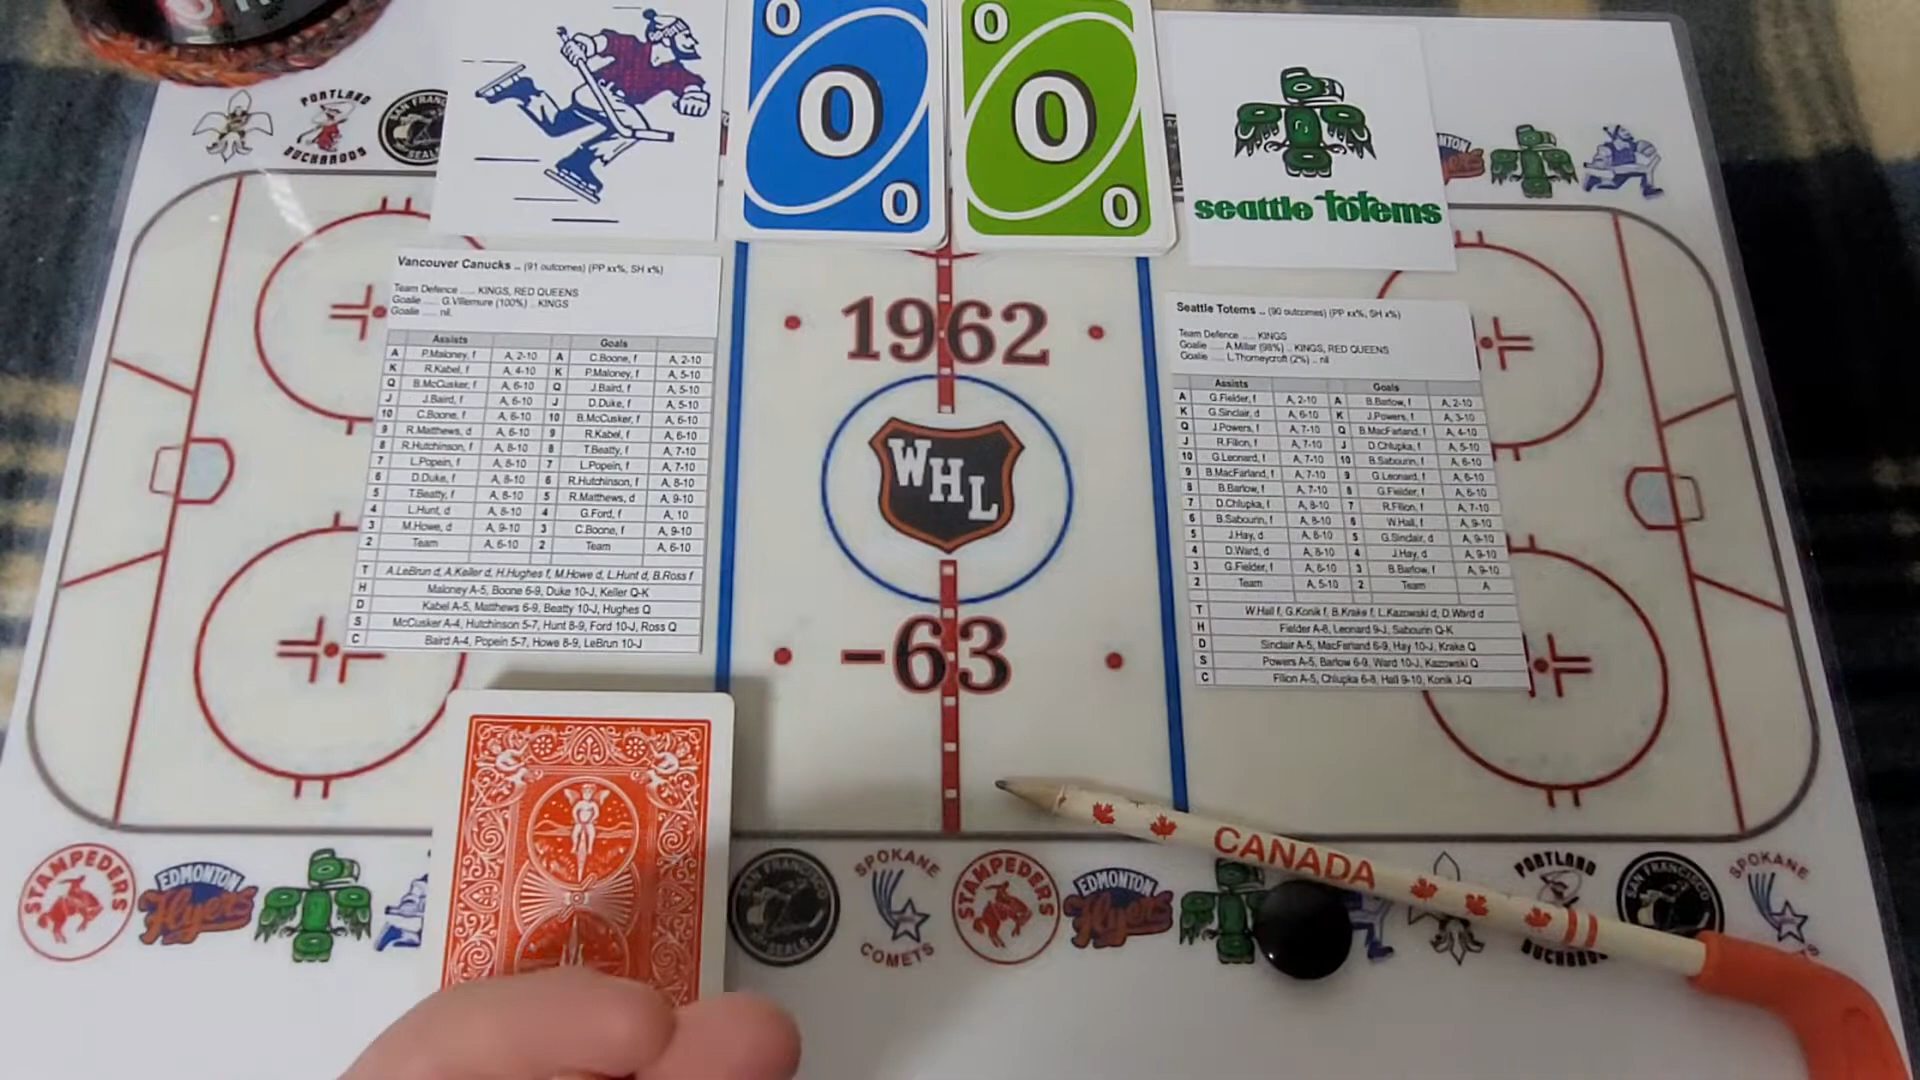 0
0
0
0
0
0
seattle totems
PORTLAND
BUCKAROOS
SAN FRANC
SEALS
Vancouver Canucks .. (91 outcomes) (PP xx%, SH x%)
Team Defence ..... KINGS, RED QUEENS
Goalie ..... G.Villemure (100%) .. KINGS
Goalie ..... nil.
Assists Goals
A P.Maloney, f A, 2-10 A C.Boone, f A, 2-10
K R.Kabel, f A, 4-10 K P.Maloney, f A, 5-10
Q B.McCusker, f A, 6-10 Q J.Baird, f A, 5-10
J J.Baird, f A, 6-10 J D.Duke, f A, 5-10
10 C.Boone, f A, 6-10 10 B.McCusker, f A, 6-10
9 R.Matthews, d A, 6-10 9 R.Kabel, f A, 6-10
8 R.Hutchinson, f A, 8-10 8 T.Beatty, f A, 7-10
7 L.Popein, f A, 8-10 7 L.Popein, f A, 7-10
6 D.Duke, f A, 8-10 6 R.Hutchinson, f A, 8-10
5 T.Beatty, f A, 8-10 5 R.Matthews, d A, 9-10
4 L.Hunt, d A, 8-10 4 G.Ford, f A, 10
3 M.Howe, d A, 9-10 3 C.Boone, f A, 9-10
2 Team A, 6-10 2 Team A, 6-10
T A.LeBrun d, A.Keller d, H.Hughes f, M.Howe d, L.Hunt d, B.Ross f
H Maloney A-5, Boone 6-9, Duke 10-J, Keller Q-K
D Kabel A-5, Matthews 6-9, Beatty 10-J, Hughes Q
S McCusker A-4, Hutchinson 5-7, Hunt 8-9, Ford 10-J, Ross Q
C Baird A-4, Popein 5-7, Howe 8-9, LeBrun 10-J
1962
WHL
-63
Seattle Totems .. (90 outcomes) (PP xx%, SH x%)
Team Defence ..... KINGS
Goalie ..... A.Millar (98%) .. KINGS, RED QUEENS
Goalie ..... L.Thorneycroft (2%) .. nil
Assists Goals
A G.Fielder, f A, 2-10 A B.Barlow, f A, 2-10
K G.Sinclair, d A, 6-10 K J.Powers, f A, 3-10
Q J.Powers, f A, 7-10 Q B.MacFarland, f A, 4-10
J R.Filion, f A, 7-10 J D.Chlupka, f A, 5-10
10 G.Leonard, f A, 7-10 10 B.Sabourin, f A, 6-10
9 B.MacFarland, f A, 7-10 9 G.Leonard, f A, 6-10
8 B.Barlow, f A, 7-10 8 G.Fielder, f A, 6-10
7 D.Chlupka, f A, 8-10 7 R.Filion, f A, 7-10
6 B.Sabourin, f A, 8-10 6 W.Hall, f A, 9-10
5 J.Hay, d A, 8-10 5 G.Sinclair, d A, 9-10
4 D.Ward, d A, 8-10 4 J.Hay, d A, 9-10
3 G.Fielder, f A, 6-10 3 B.Barlow, f A, 9-10
2 Team A, 5-10 2 Team A
T W.Hall f, G.Konik f, B.Krake f, L.Kazowski d, D.Ward d
H Fielder A-8, Leonard 9-J, Sabourin Q-K
D Sinclair A-5, MacFarland 6-9, Hay 10-J, Krake Q
S Powers A-5, Barlow 6-9, Ward 10-J, Kazowski Q
C Filion A-5, Chlupka 6-8, Hall 9-10, Konik J-Q
CANADA
STAMPEDERS
EDMONTON
Flyers
SAN FRANCISCO
SEALS
SPOKANE
COMETS
STAMPEDERS
EDMONTON
Flyers
PORTLAND
BUCKAROOS
SAN FRANCISCO
SPOKANE